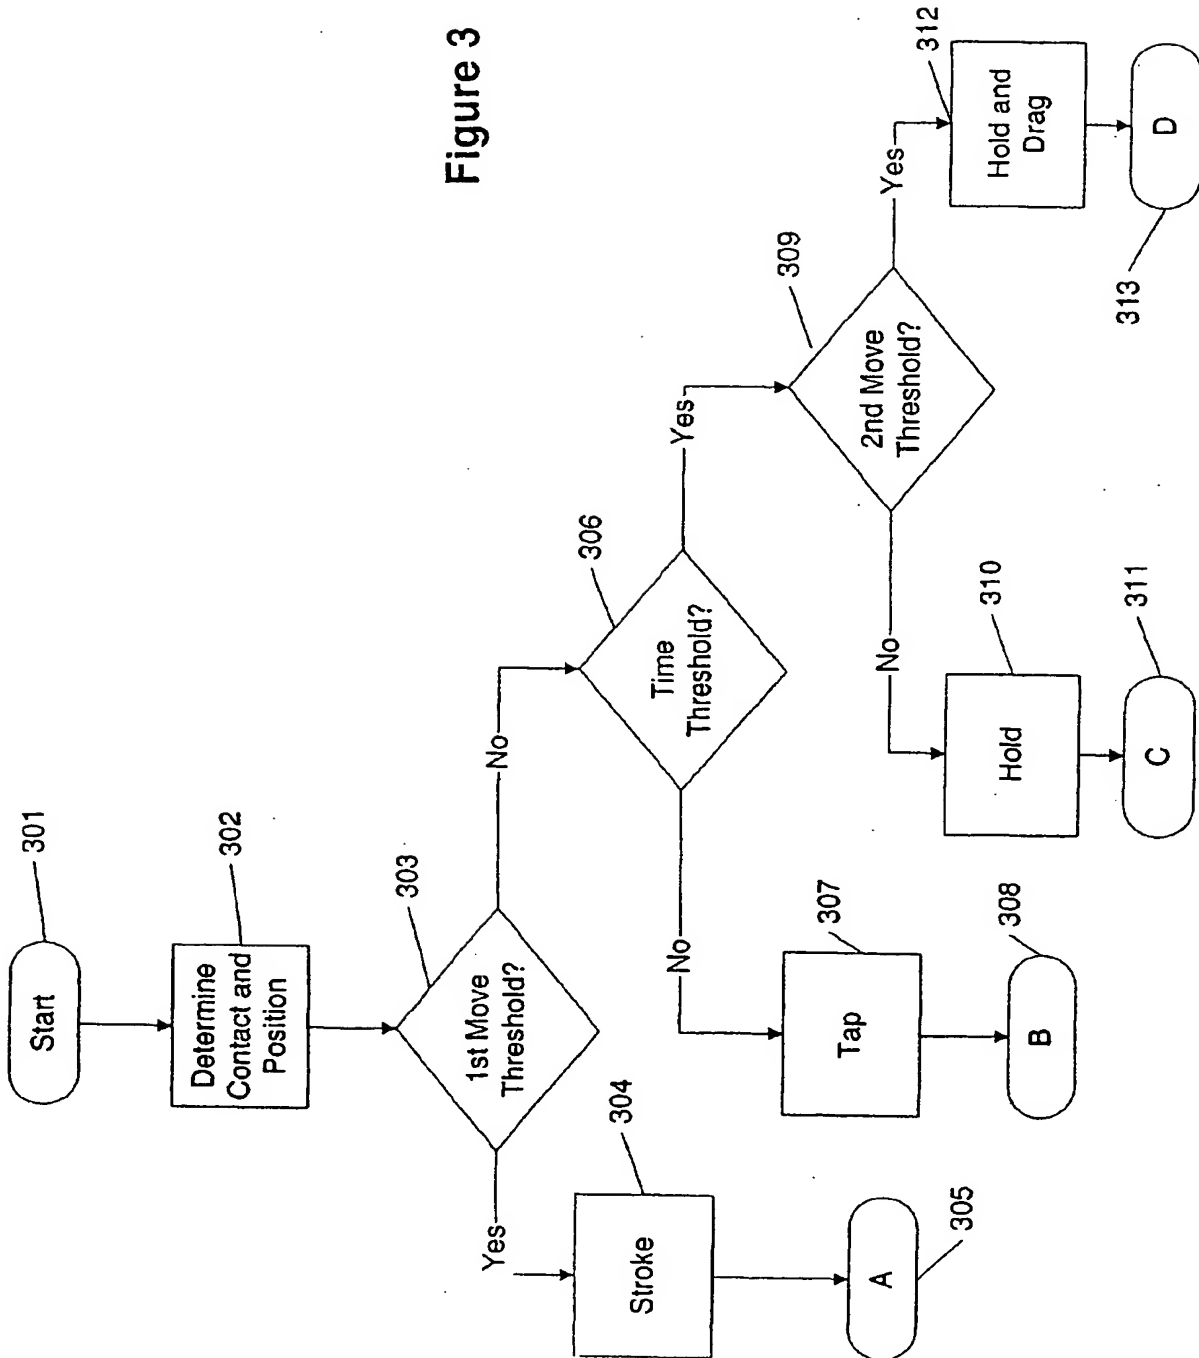 Figure 3
Start
301
Determine
Contact and
Position
302
1st Move
Threshold?
303
Yes
No
Stroke
304
A
305
Time
Threshold?
306
No
Yes
Tap
307
B
308
2nd Move
Threshold?
309
No
Yes
Hold
310
C
311
Hold and
Drag
312
D
313